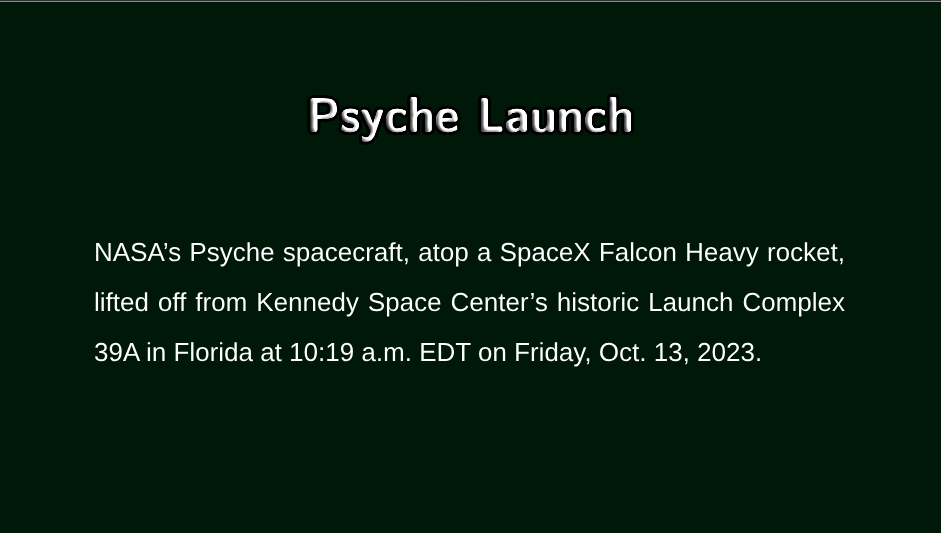 Psyche Launch
NASA’s Psyche spacecraft, atop a SpaceX Falcon Heavy rocket,
lifted off from Kennedy Space Center’s historic Launch Complex
39A in Florida at 10:19 a.m. EDT on Friday, Oct. 13, 2023.